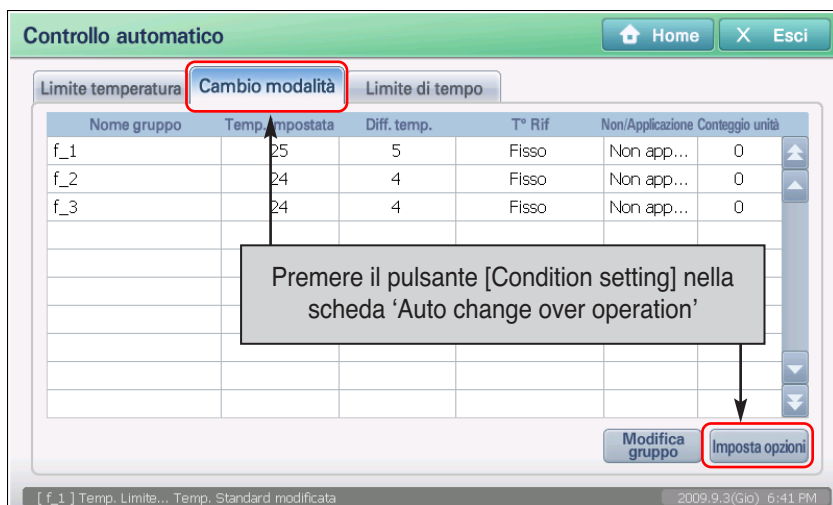 Controllo automatico Home X Esci
Limite temperatura Cambio modalità Limite di tempo
Nome gruppo Temp. impostata Diff. temp. T° Rif Non/Applicazione Conteggio unità
f_1 25 5 Fisso Non app... 0
f_2 24 4 Fisso Non app... 0
f_3 24 4 Fisso Non app... 0
Premere il pulsante [Condition setting] nella
scheda ‘Auto change over operation’
Modifica
gruppo
Imposta opzioni
[ f_1 ] Temp. Limite... Temp. Standard modificata 2009.9.3(Gio) 6:41 PM